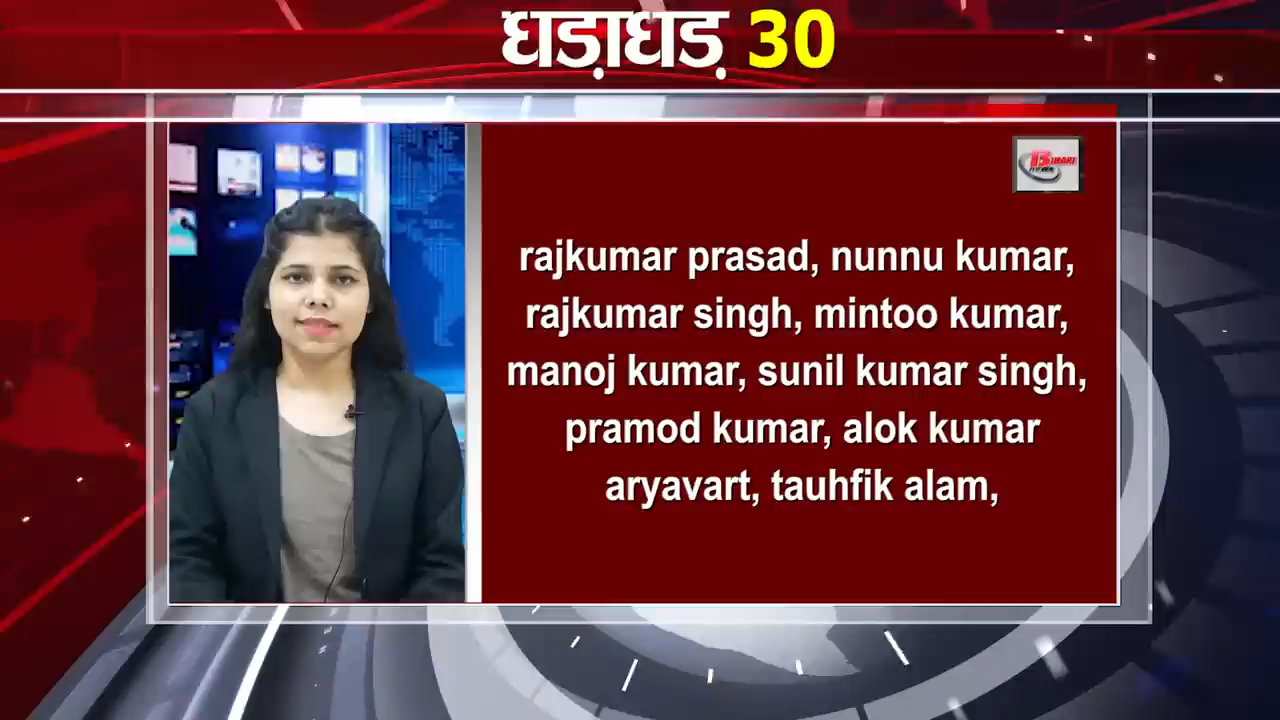 धड़ाधड़ 30
BIHARI
rajkumar prasad, nunnu kumar,
rajkumar singh, mintoo kumar,
manoj kumar, sunil kumar singh,
pramod kumar, alok kumar
aryavart, tauhfik alam,